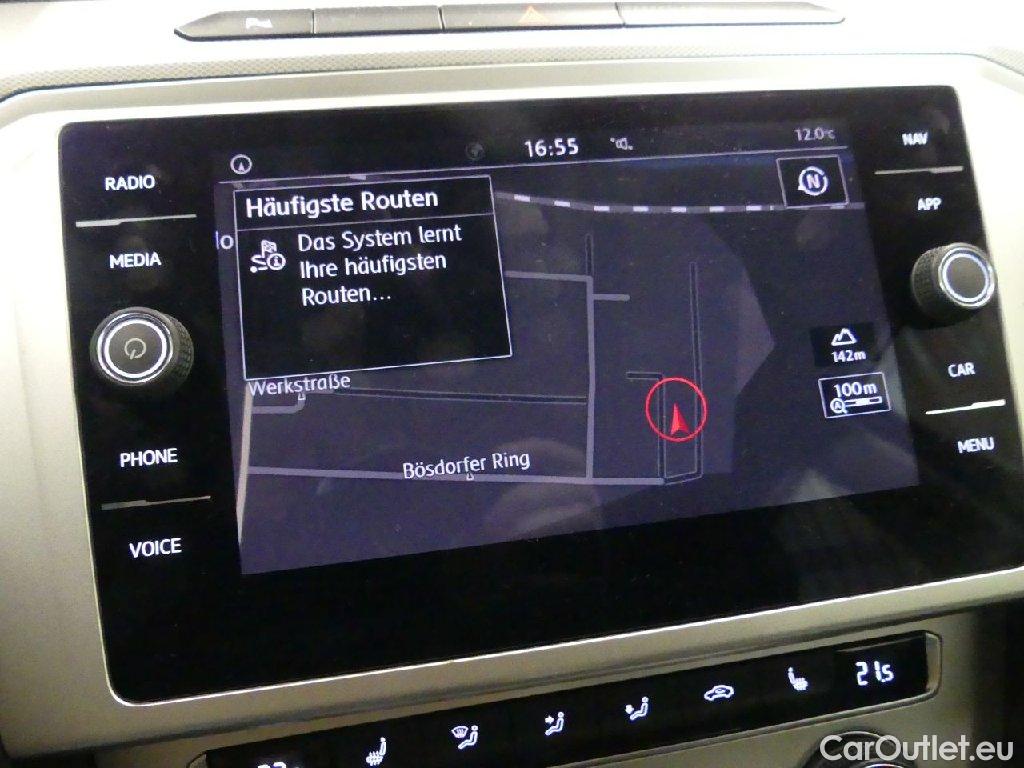 16:55
12.0°C
NAV
RADIO
Häufigste Routen
N
APP
MEDIA
Das System lernt
Ihre häufigsten
Routen...
142m
CAR
Werkstraße
100m
PHONE
Bösdorfer Ring
MENU
VOICE
21.5
CarOutlet.eu